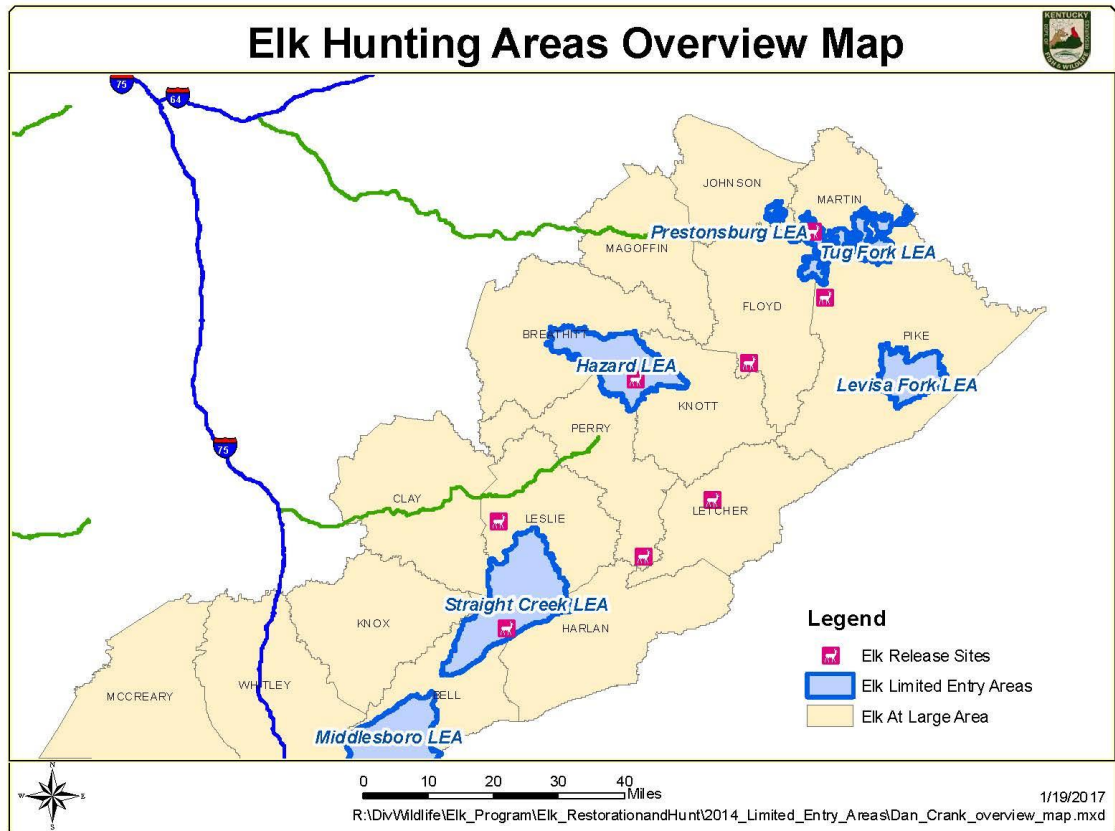 Elk Hunting Areas Overview Map
KENTUCKY
75
64
JOHNSON
MARTIN
Prestonsburg LEA
MAGOFFIN
Tug Fork LEA
FLOYD
BREATHITT
PIKE
Hazard LEA
Levisa Fork LEA
KNOTT
PERRY
75
CLAY
LESLIE
LETCHER
Straight Creek LEA
KNOX
HARLAN
MCCREARY
WHITLEY
BELL
Middlesboro LEA
Legend
Elk Release Sites
Elk Limited Entry Areas
Elk At Large Area
N
W E
S
0 10 20 30 40
Miles
1/19/2017
R:\DivWildlife\Elk_Program\Elk_RestorationandHunt\2014_Limited_Entry_Areas\Dan_Crank_overview_map.mxd